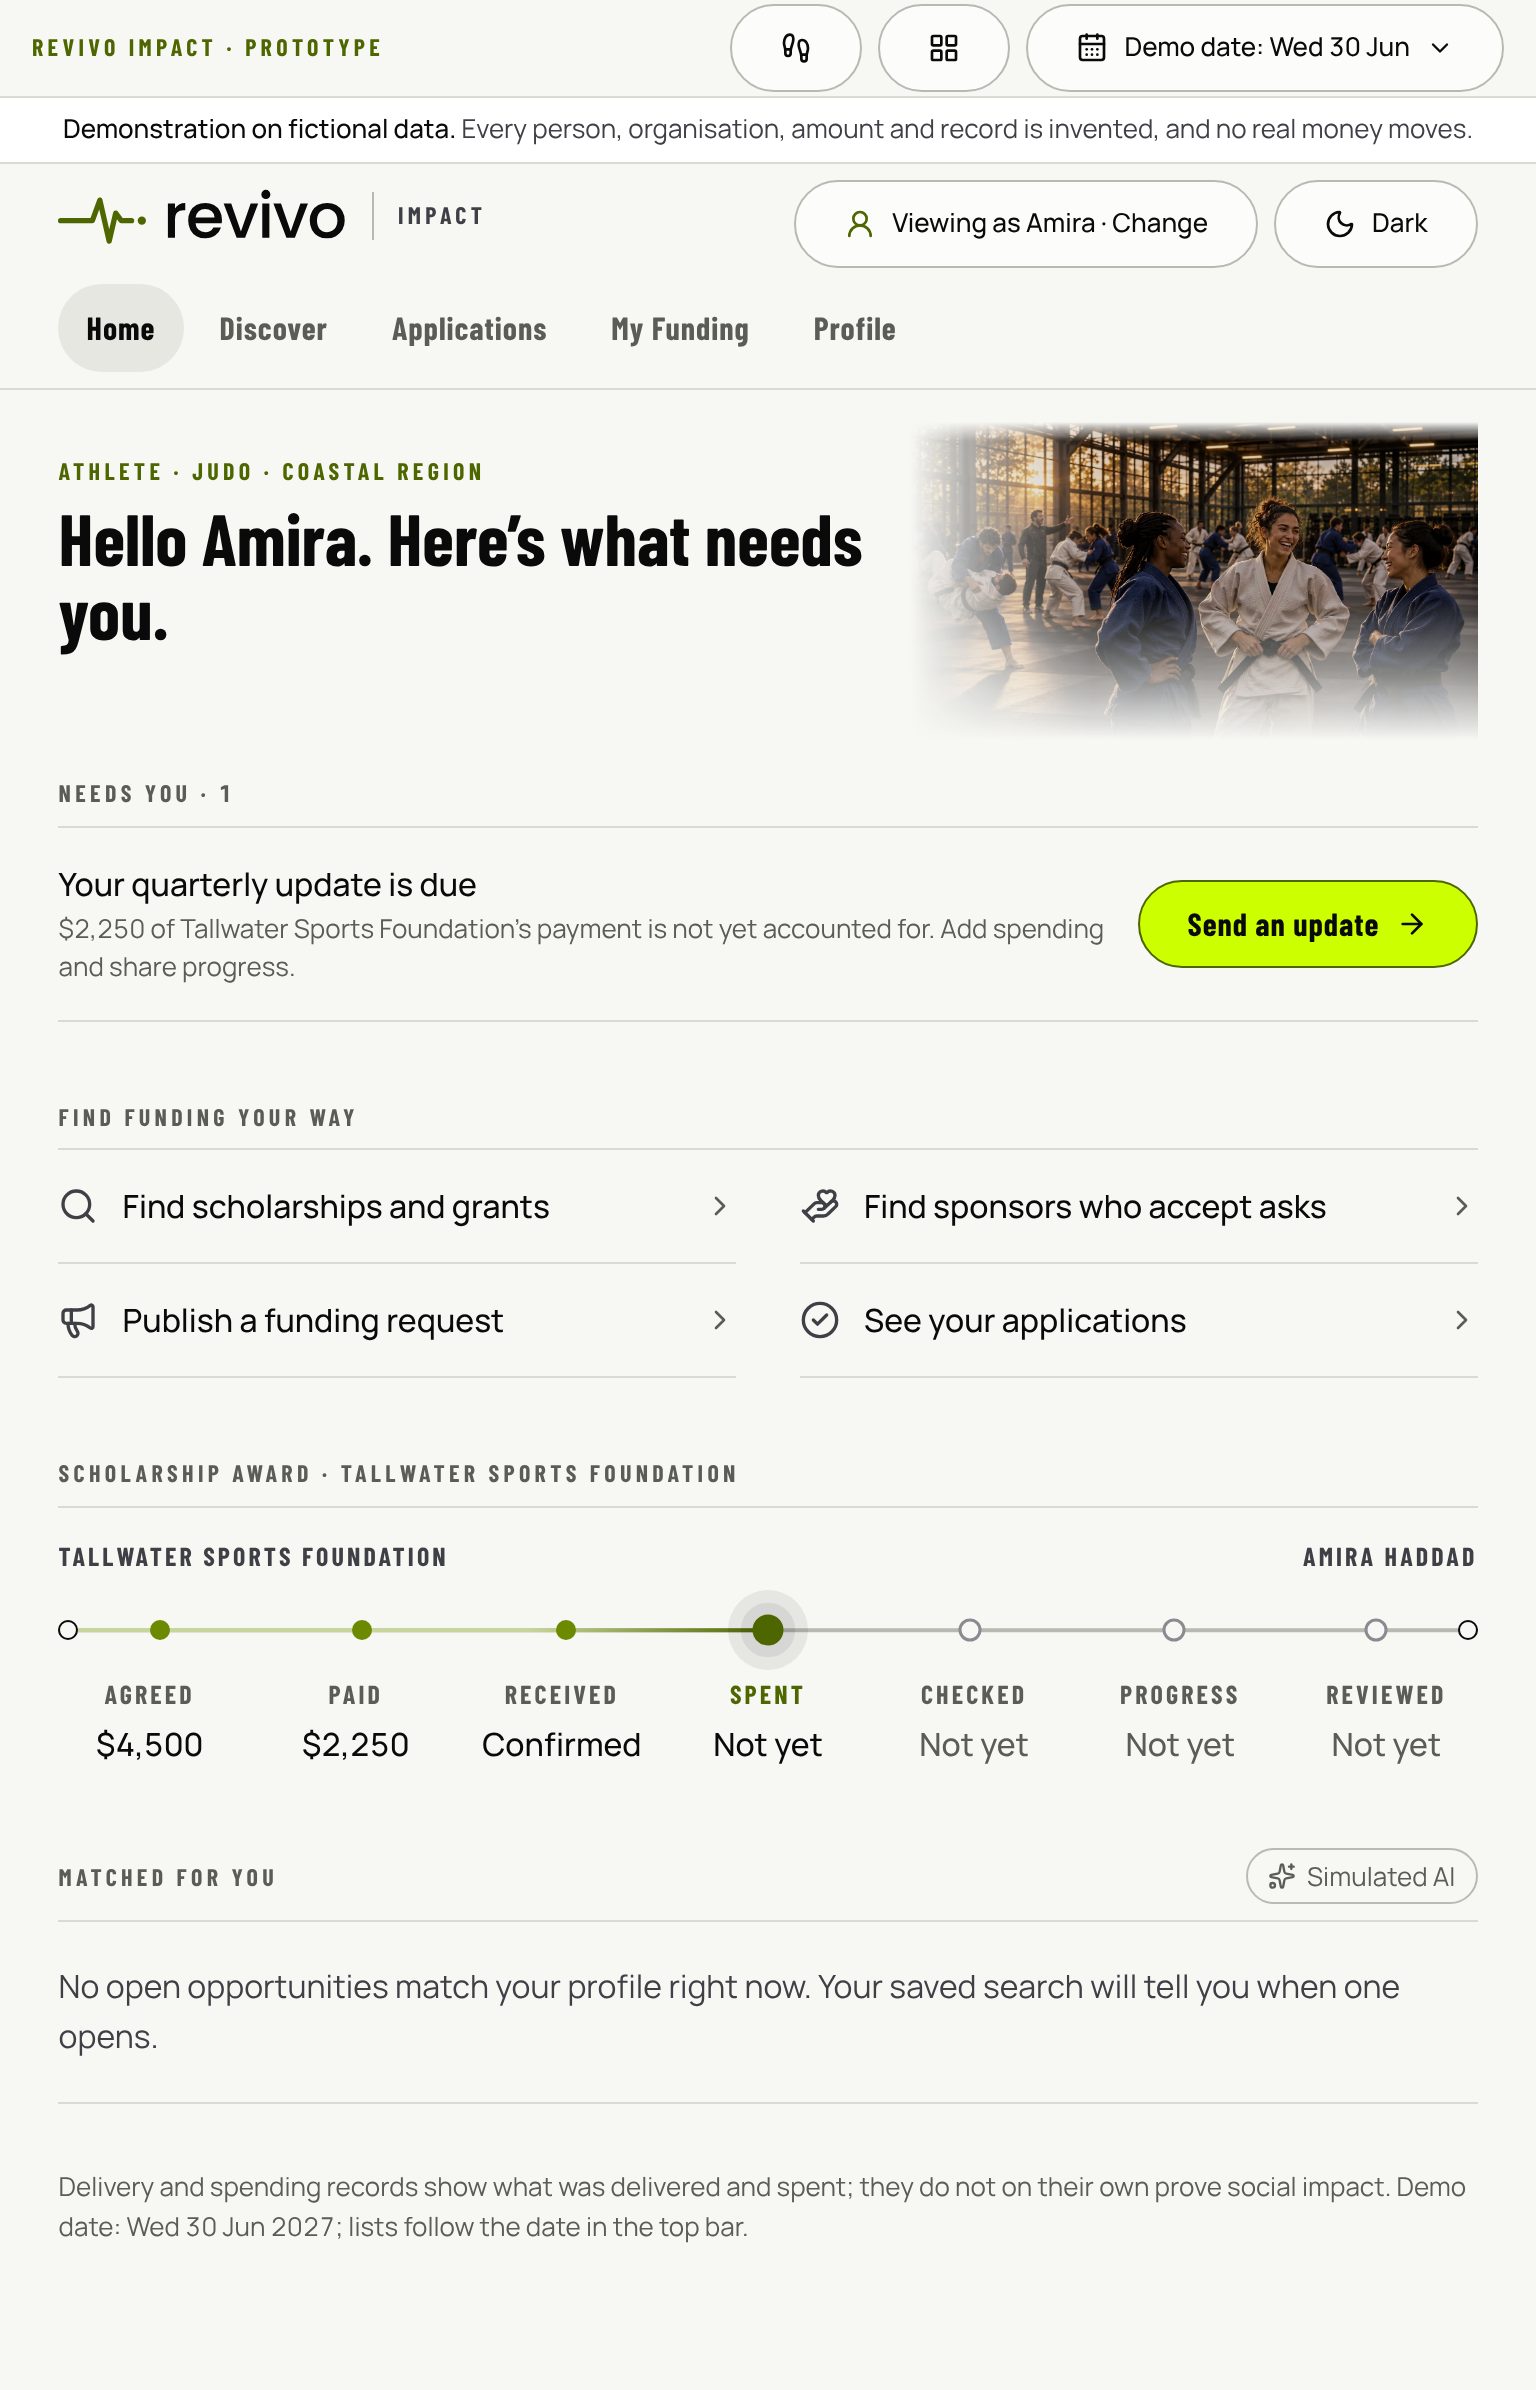 REVIVO IMPACT · PROTOTYPE
Demo date: Wed 30 Jun
Demonstration on fictional data. Every person, organisation, amount and record is invented, and no real money moves.
revivo IMPACT
Viewing as Amira · Change
Dark
Home Discover Applications My Funding Profile
ATHLETE · JUDO · COASTAL REGION
Hello Amira. Here’s what needs
you.
NEEDS YOU · 1
Your quarterly update is due
$2,250 of Tallwater Sports Foundation’s payment is not yet accounted for. Add spending
and share progress.
Send an update
FIND FUNDING YOUR WAY
Find scholarships and grants
Find sponsors who accept asks
Publish a funding request
See your applications
SCHOLARSHIP AWARD · TALLWATER SPORTS FOUNDATION
TALLWATER SPORTS FOUNDATION AMIRA HADDAD
AGREED PAID RECEIVED SPENT CHECKED PROGRESS REVIEWED
$4,500 $2,250 Confirmed Not yet Not yet Not yet Not yet
MATCHED FOR YOU
Simulated AI
No open opportunities match your profile right now. Your saved search will tell you when one
opens.
Delivery and spending records show what was delivered and spent; they do not on their own prove social impact. Demo
date: Wed 30 Jun 2027; lists follow the date in the top bar.